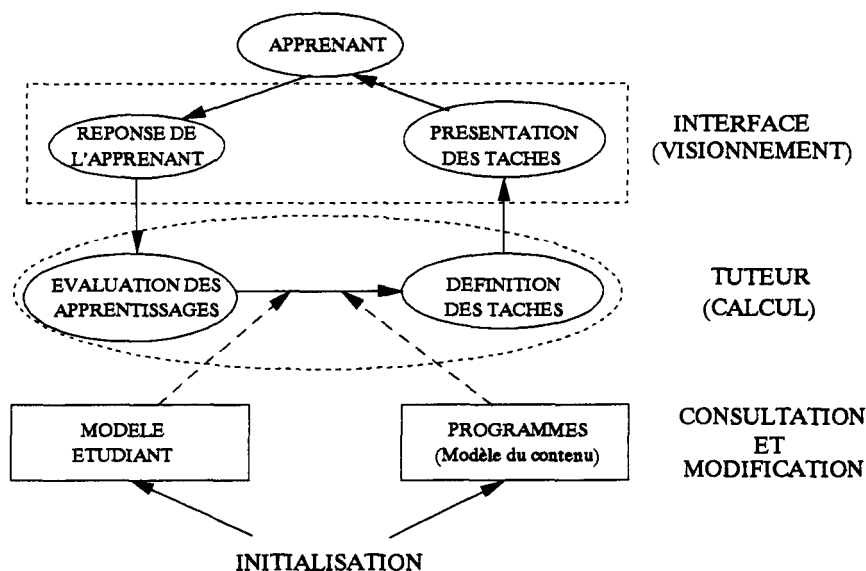 APPRENANT
REPONSE DE
L'APPRENANT
PRESENTATION
DES TACHES
INTERFACE
(VISIONNEMENT)
EVALUATION DES
APPRENTISSAGES
DEFINITION
DES TACHES
TUTEUR
(CALCUL)
MODELE
ETUDIANT
PROGRAMMES
(Modèle du contenu)
CONSULTATION
ET
MODIFICATION
INITIALISATION